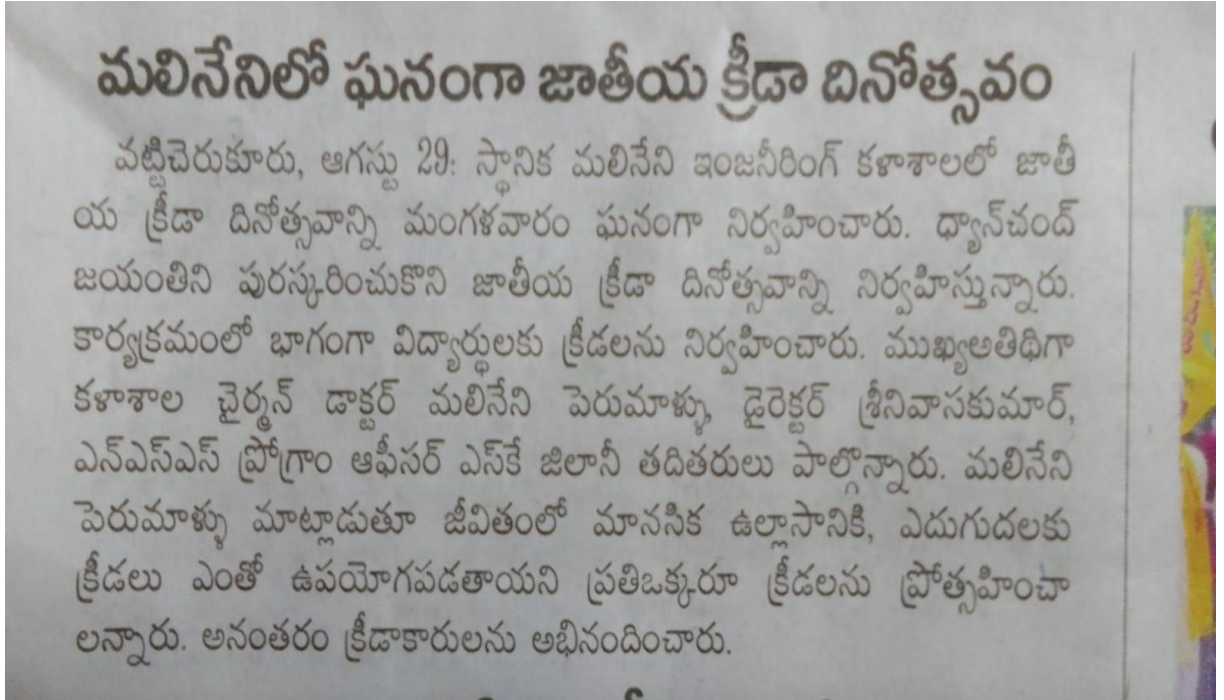 మలినేనిలో ఘనంగా జాతీయ క్రీడా దినోత్సవం
వట్టిచెరుకూరు, ఆగస్టు 29: స్థానిక మలినేని ఇంజనీరింగ్ కళాశాలలో జాతీ
య క్రీడా దినోత్సవాన్ని మంగళవారం ఘనంగా నిర్వహించారు. ధ్యాన్‌చంద్
జయంతిని పురస్కరించుకొని జాతీయ క్రీడా దినోత్సవాన్ని నిర్వహిస్తున్నారు.
కార్యక్రమంలో భాగంగా విద్యార్థులకు క్రీడలను నిర్వహించారు. ముఖ్యఅతిథిగా
కళాశాల చైర్మన్ డాక్టర్ మలినేని పెరుమాళ్ళు, డైరెక్టర్ శ్రీనివాసకుమార్,
ఎన్ఎస్ఎస్ ప్రోగ్రాం ఆఫీసర్ ఎస్‌కే జిలానీ తదితరులు పాల్గొన్నారు. మలినేని
పెరుమాళ్ళు మాట్లాడుతూ జీవితంలో మానసిక ఉల్లాసానికి, ఎదుగుదలకు
క్రీడలు ఎంతో ఉపయోగపడతాయని ప్రతిఒక్కరూ క్రీడలను ప్రోత్సహించా
లన్నారు. అనంతరం క్రీడాకారులను అభినందించారు.